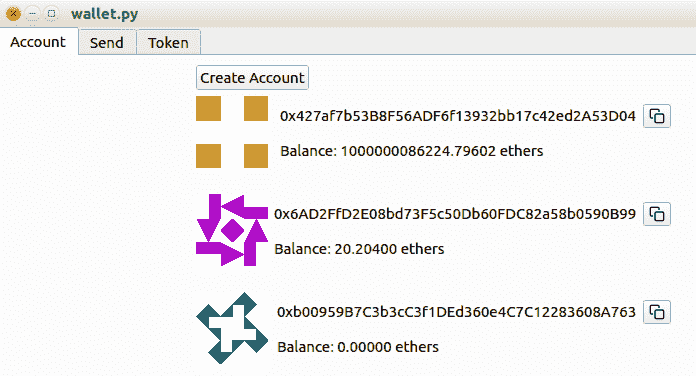 wallet.py
Account Send Token
Create Account
0x427af7b53B8F56ADF6f13932bb17c42ed2A53D04
Balance: 1000000086224.79602 ethers
0x6AD2FfD2E08bd73F5c50Db60FDC82a58b0590B99
Balance: 20.20400 ethers
0xb00959B7C3b3cC3f1DEd360e4C7C12283608A763
Balance: 0.00000 ethers